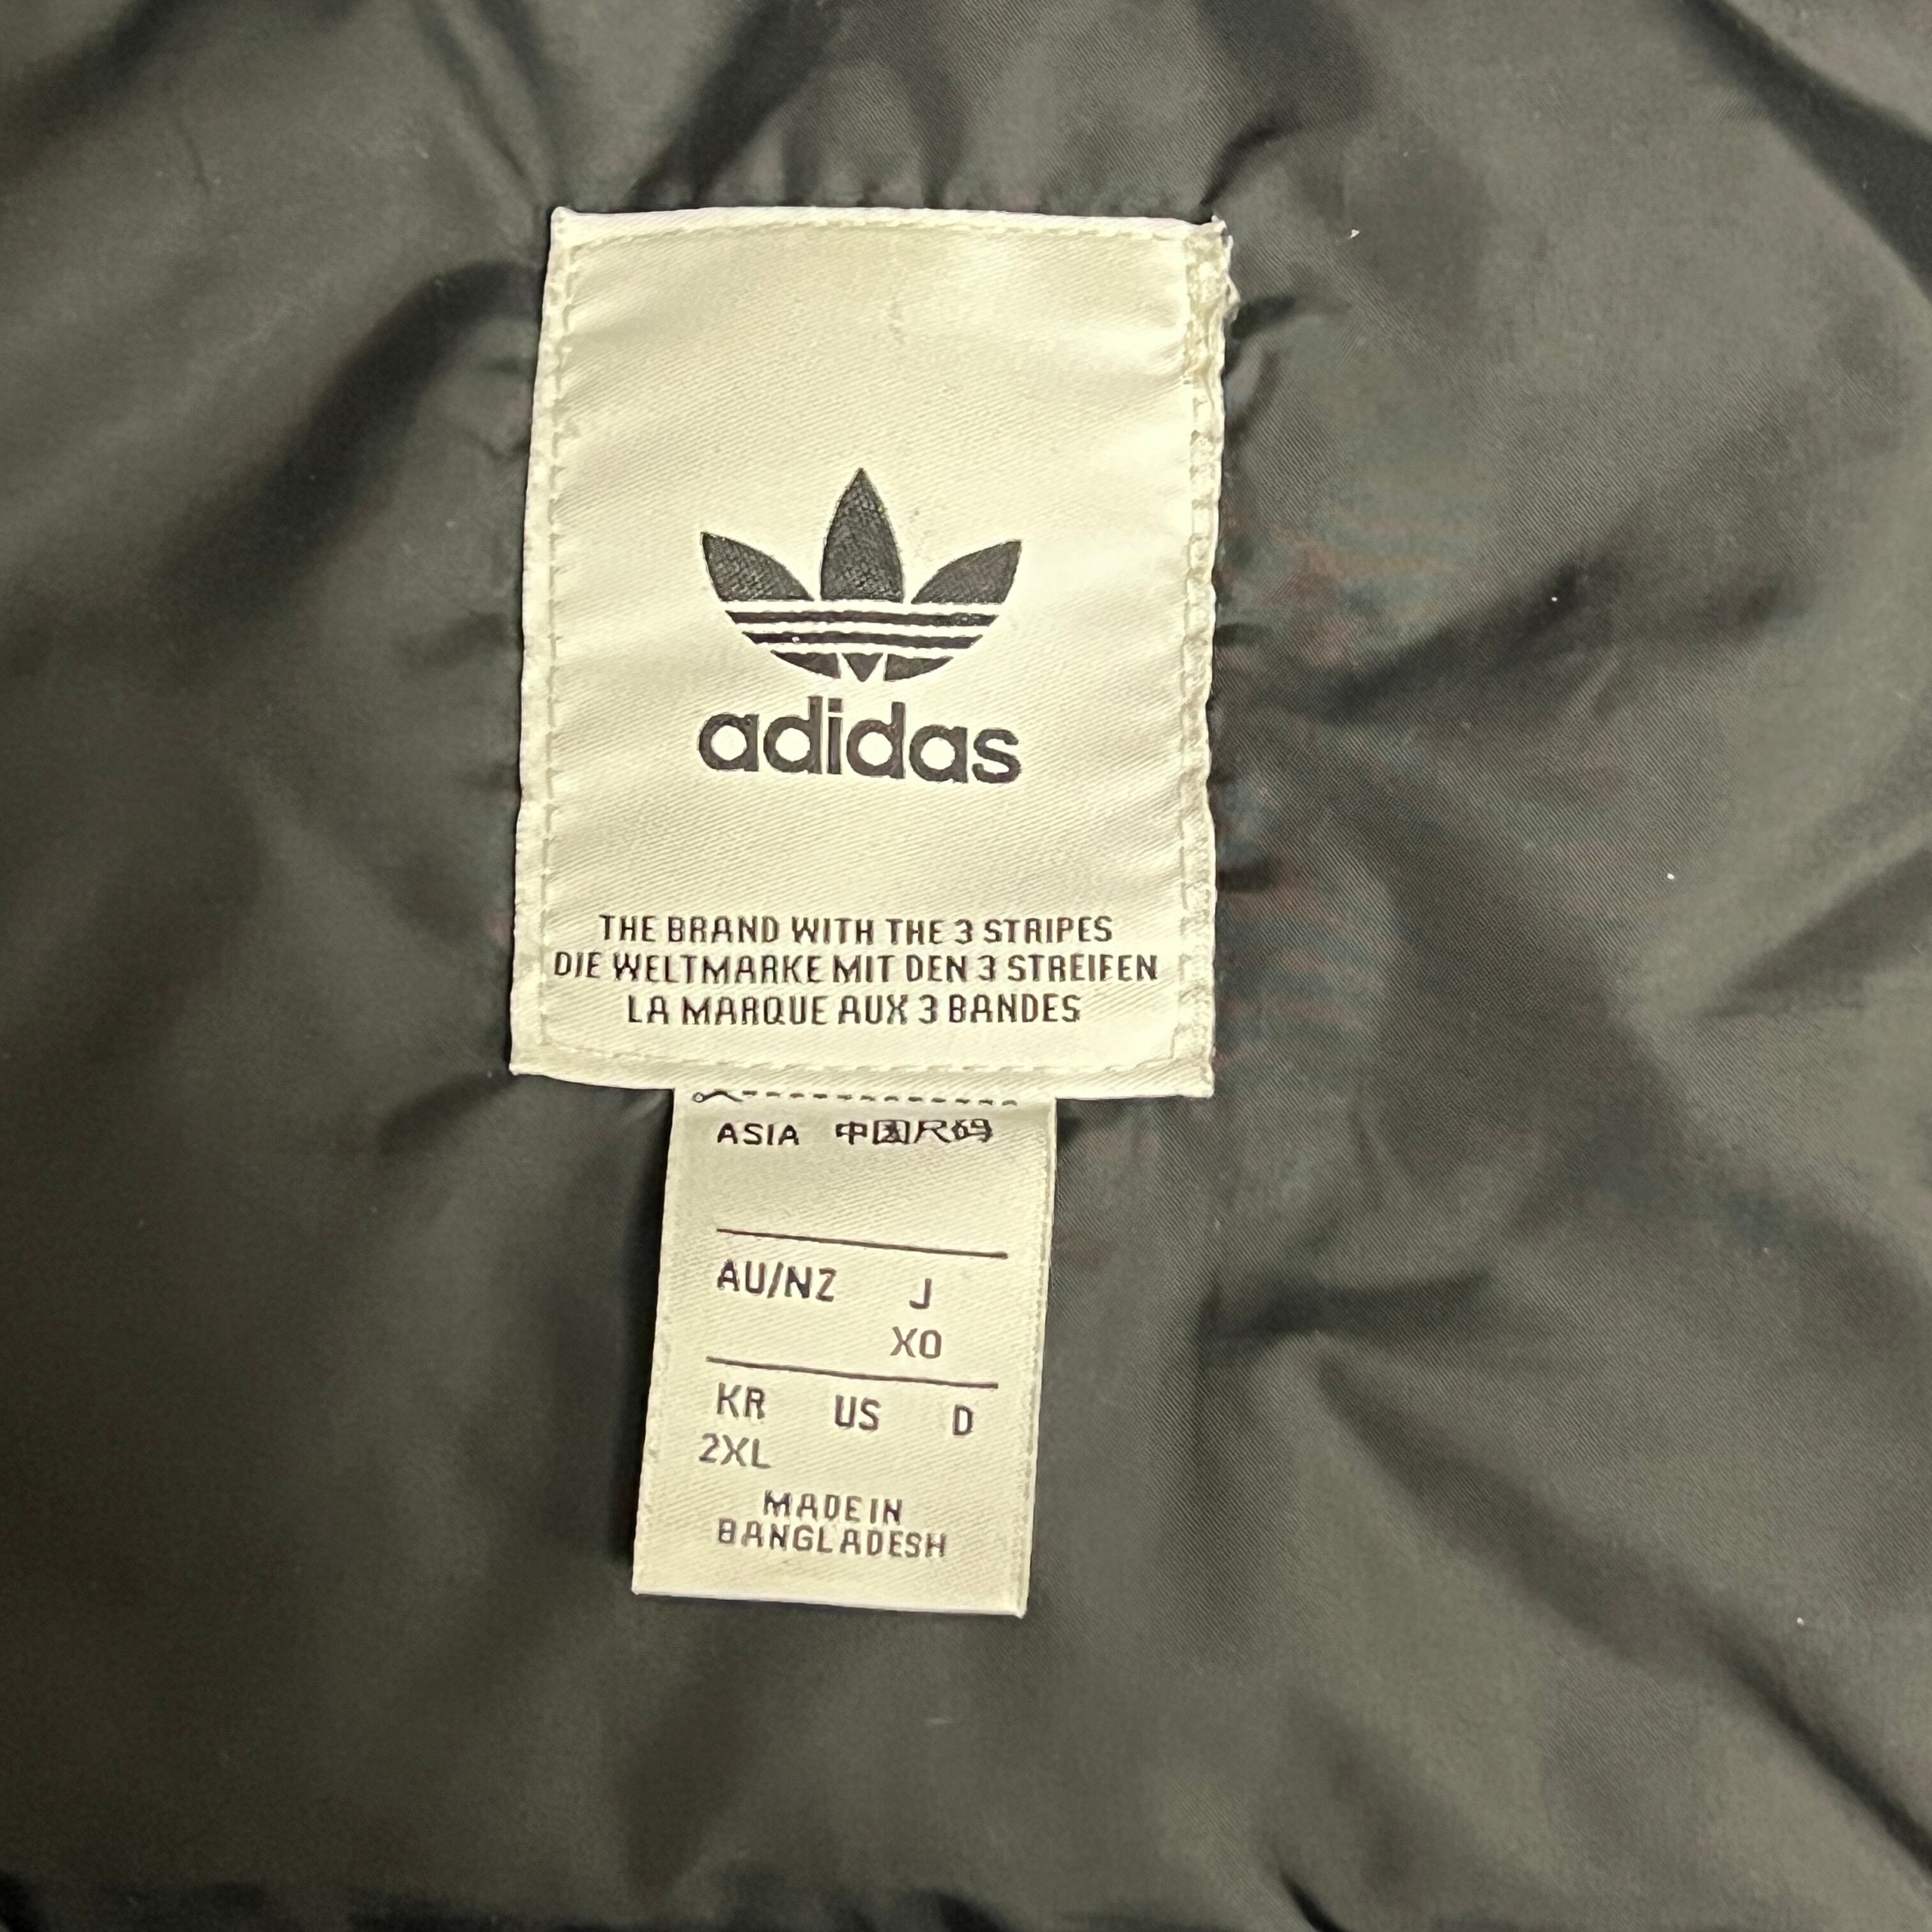 adidas
THE BRAND WITH THE 3 STRIPES
DIE WELTMARKE MIT DEN 3 STREIFEN
LA MARQUE AUX 3 BANDES
ASIA 中国尺码
AU/NZ J
XO
KR US D
2XL
MADE IN
BANGLADESH